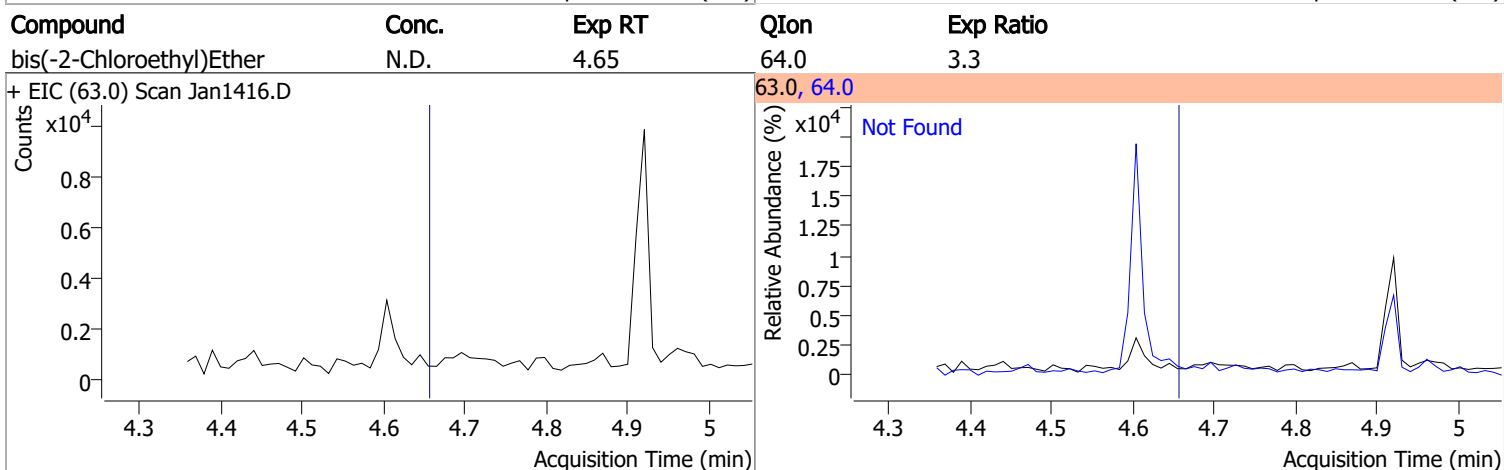 Compound Conc. Exp RT QIon Exp Ratio
bis(-2-Chloroethyl)Ether N.D. 4.65 64.0 3.3
+ EIC (63.0) Scan Jan1416.D
Counts
x10⁴
0.8
0.6
0.4
0.2
0
4.3 4.4 4.5 4.6 4.7 4.8 4.9 5
Acquisition Time (min)
63.0, 64.0
Relative Abundance (%)
x10⁴
Not Found
1.75
1.5
1.25
1
0.75
0.5
0.25
0
4.3 4.4 4.5 4.6 4.7 4.8 4.9 5
Acquisition Time (min)